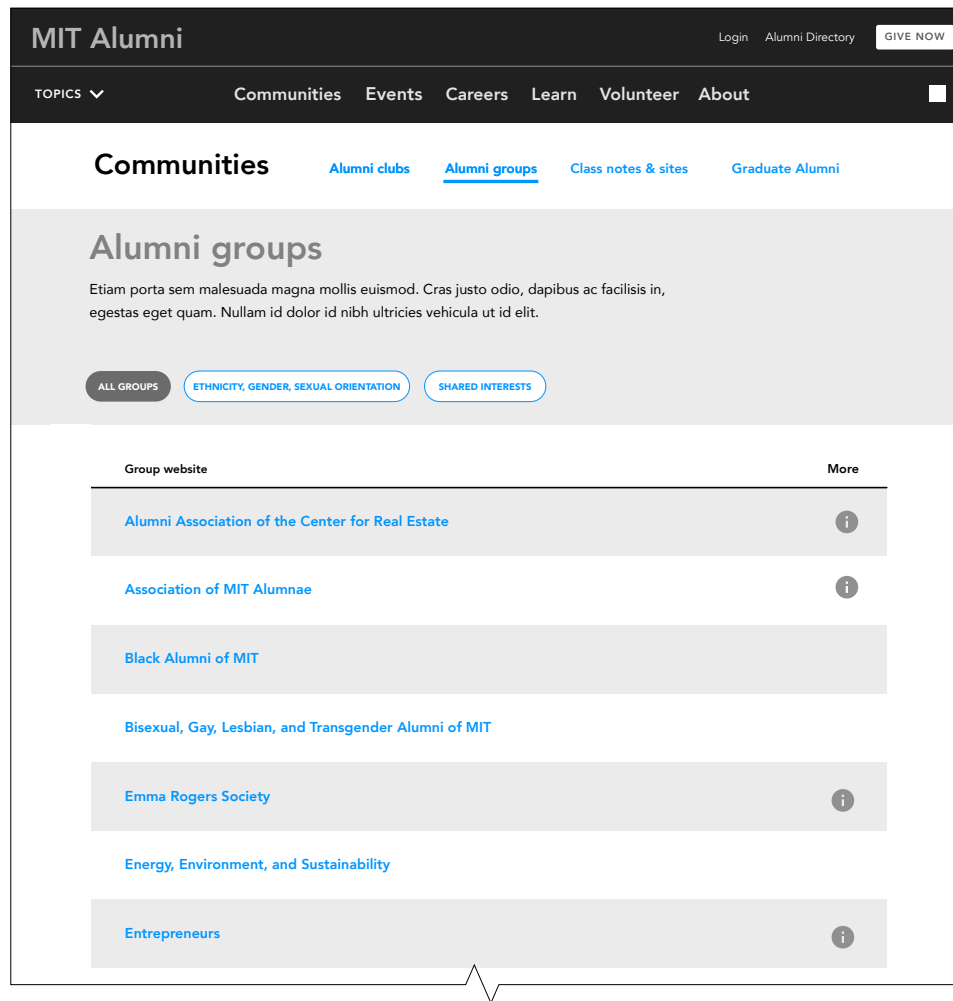 MIT Alumni
Login Alumni Directory GIVE NOW
TOPICS Communities Events Careers Learn Volunteer About
Communities Alumni clubs Alumni groups Class notes & sites Graduate Alumni
Alumni groups
Etiam porta sem malesuada magna mollis euismod. Cras justo odio, dapibus ac facilisis in,
egestas eget quam. Nullam id dolor id nibh ultricies vehicula ut id elit.
ALL GROUPS ETHNICITY, GENDER, SEXUAL ORIENTATION SHARED INTERESTS
Group website More
Alumni Association of the Center for Real Estate i
Association of MIT Alumnae i
Black Alumni of MIT
Bisexual, Gay, Lesbian, and Transgender Alumni of MIT
Emma Rogers Society i
Energy, Environment, and Sustainability
Entrepreneurs i